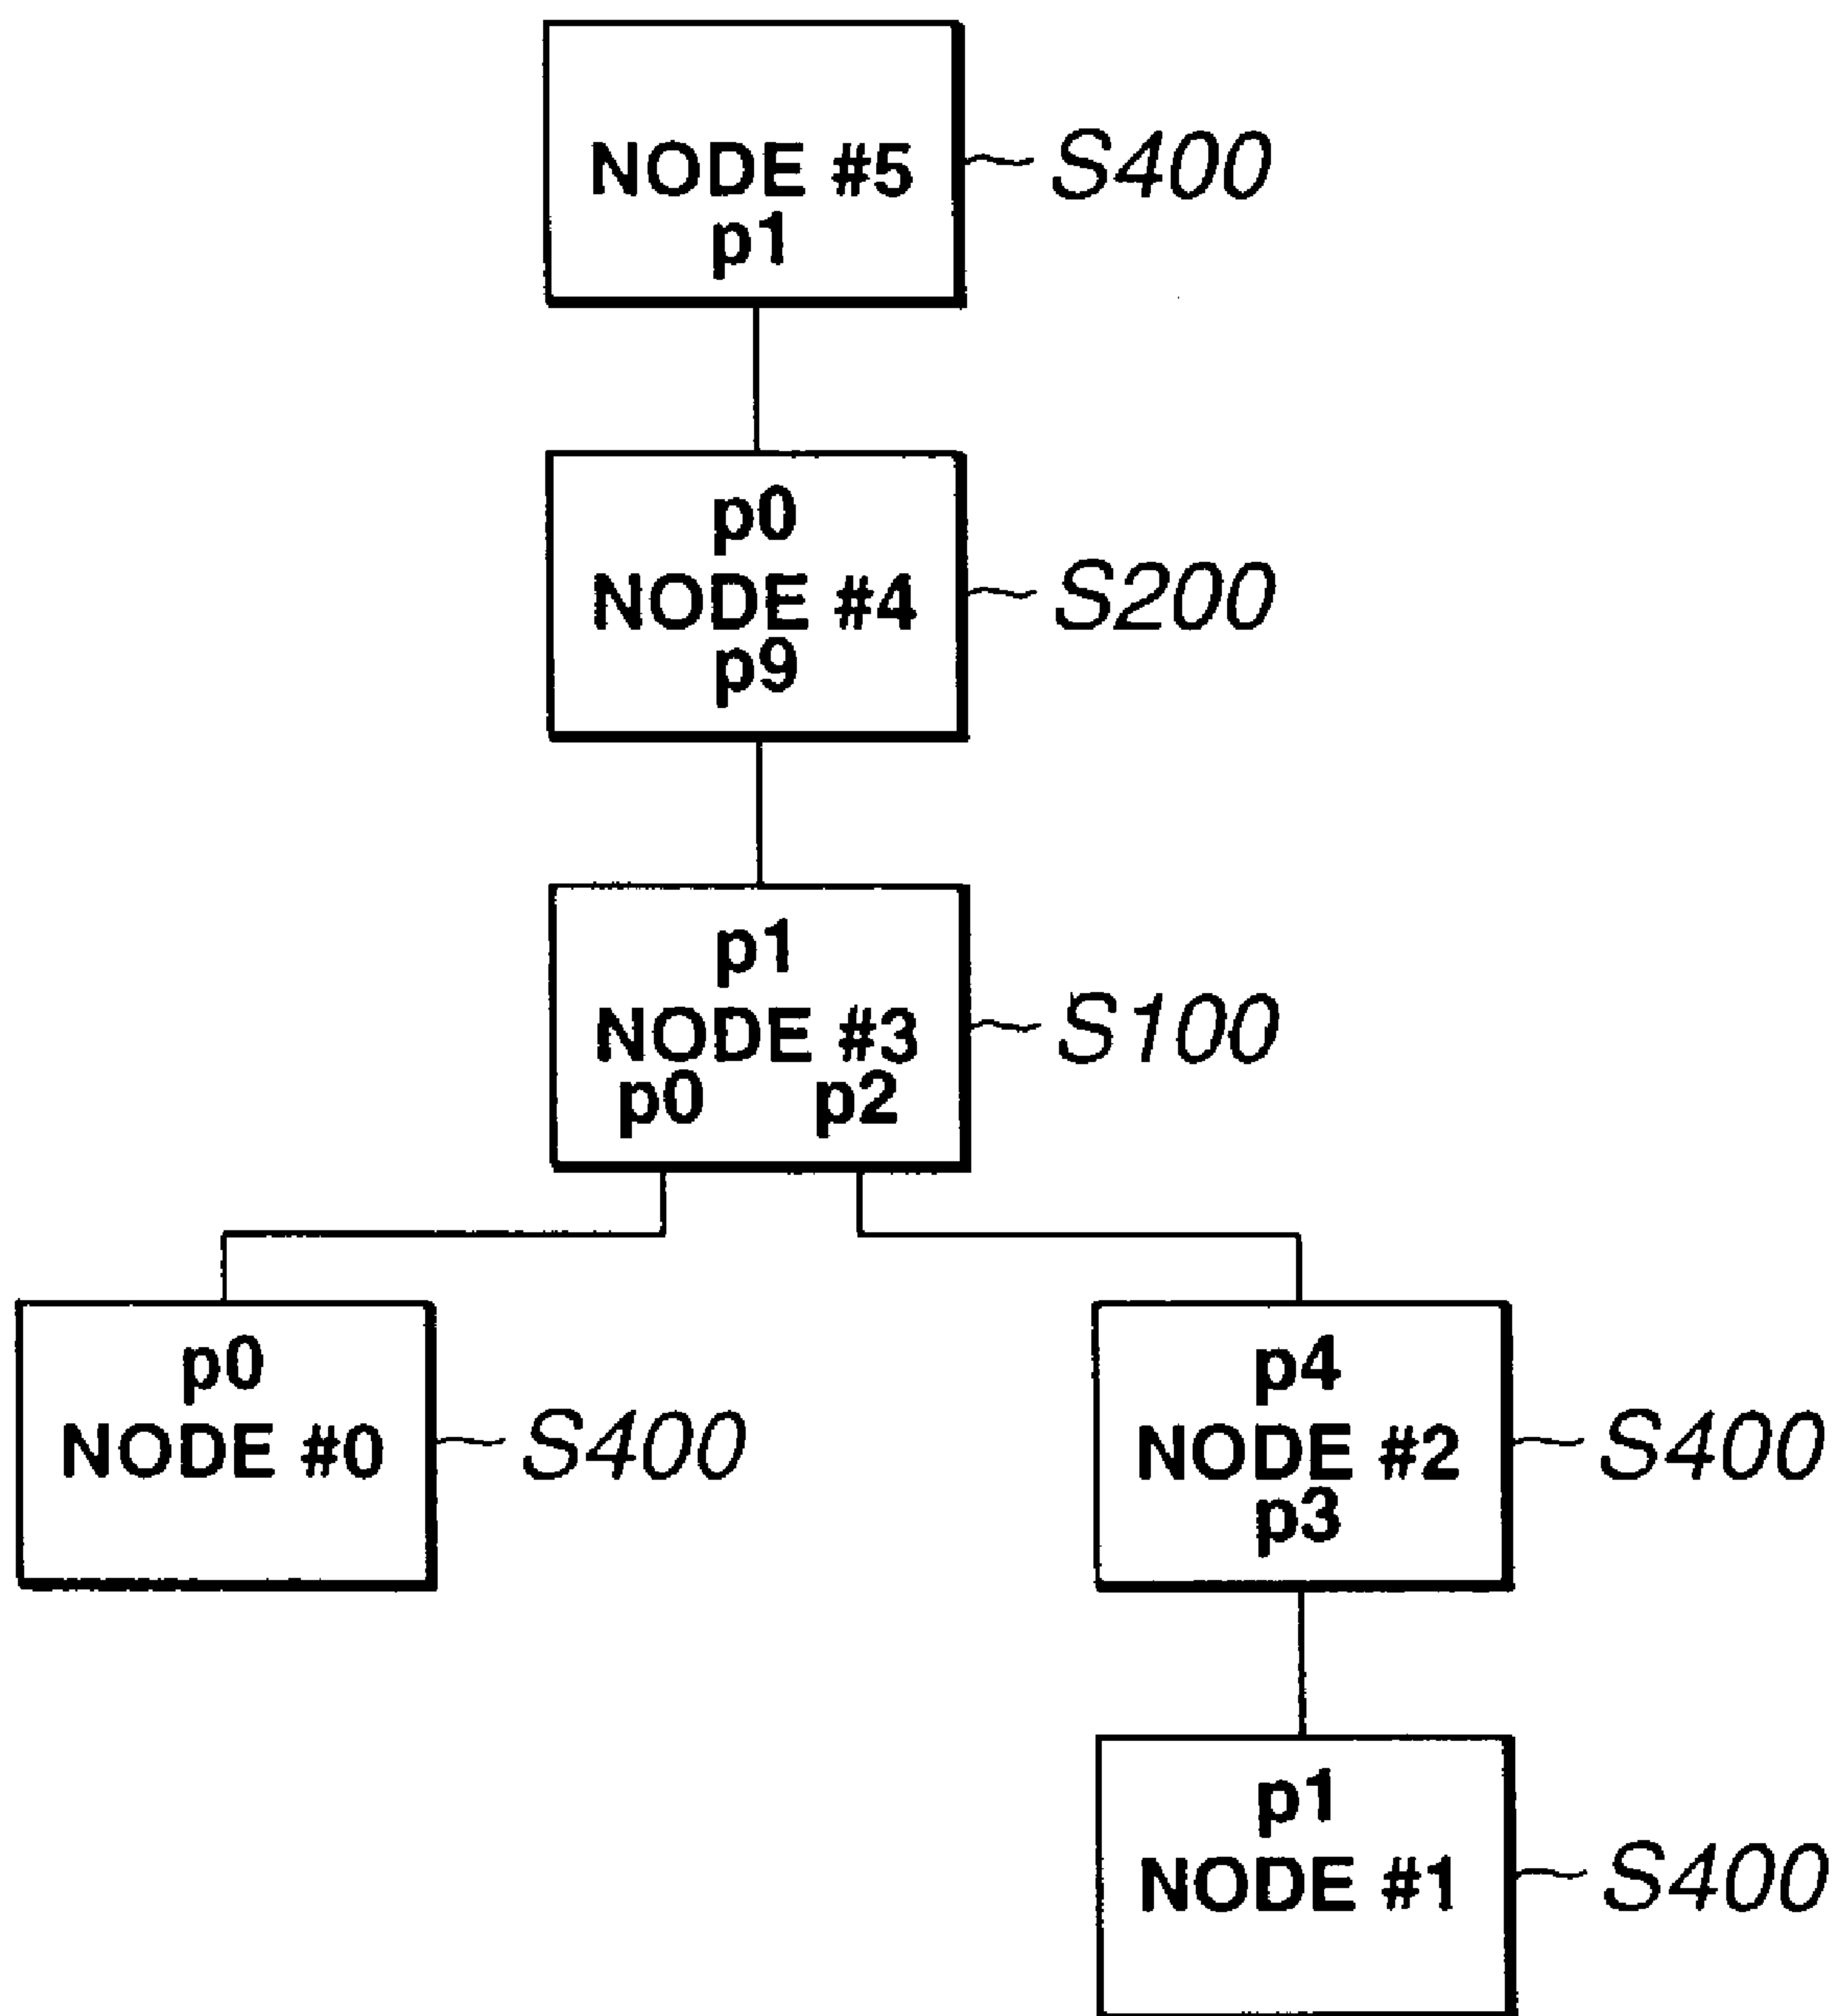 NODE #5
p1
S400
p0
NODE #4
p9
S200
p1
NODE #3
p0 p2
S100
p0
NODE #0
S400
p4
NODE #2
p3
S400
p1
NODE #1
S400